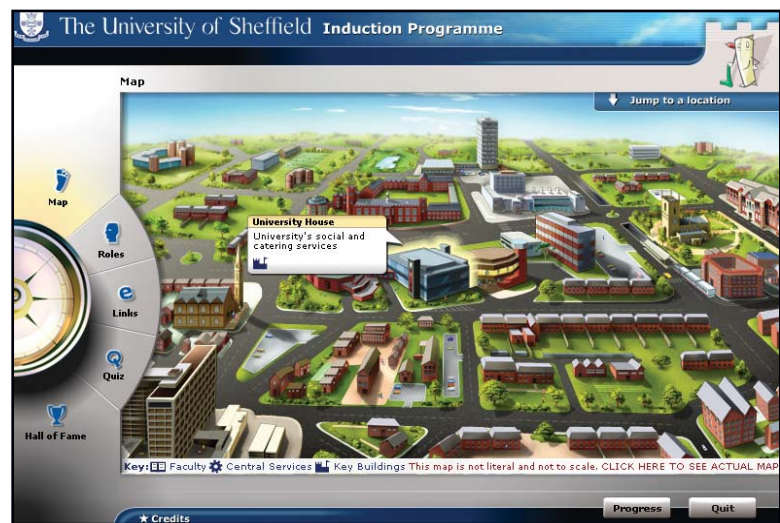 The University of Sheffield Induction Programme
Map
Jump to a location
Map
University House
University's social and
catering services
Roles
Links
Quiz
Hall of Fame
Key: Faculty Central Services Key Buildings This map is not literal and not to scale. CLICK HERE TO SEE ACTUAL MAP
Progress
Quit
★ Credits